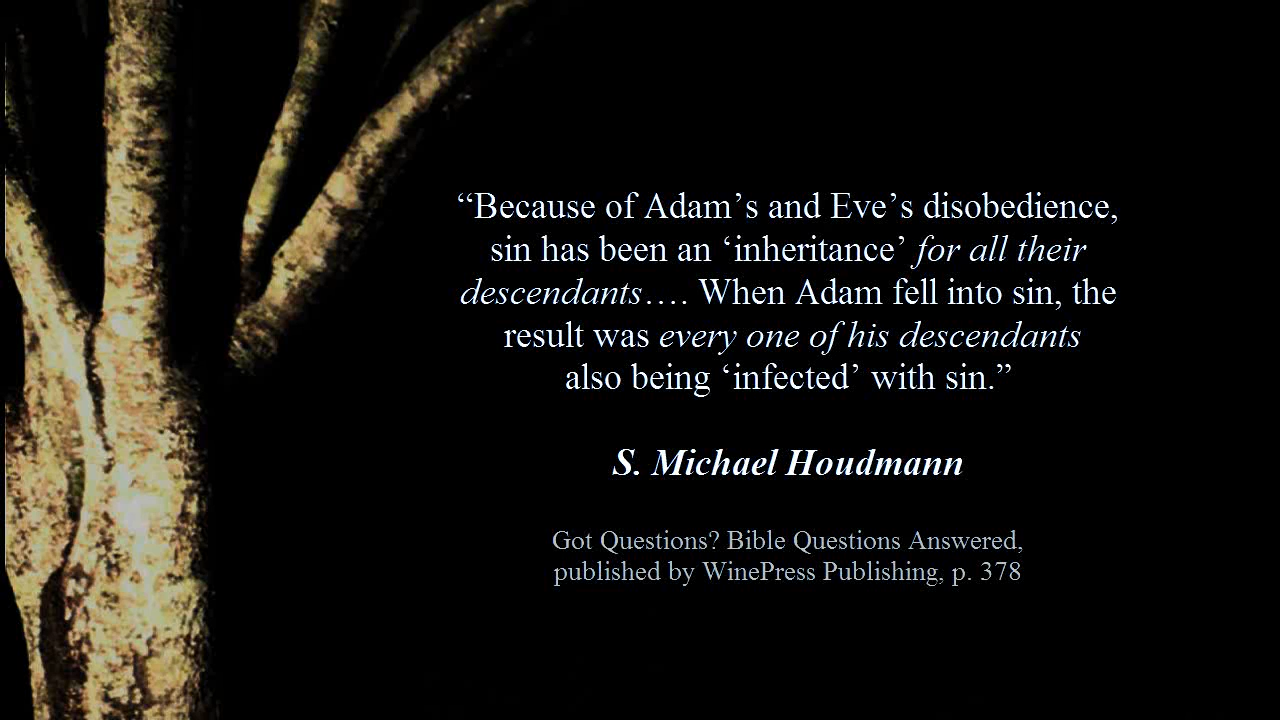 “Because of Adam’s and Eve’s disobedience,
sin has been an ‘inheritance’ for all their
descendants…. When Adam fell into sin, the
result was every one of his descendants
also being ‘infected’ with sin.”
S. Michael Houdmann
Got Questions? Bible Questions Answered,
published by WinePress Publishing, p. 378